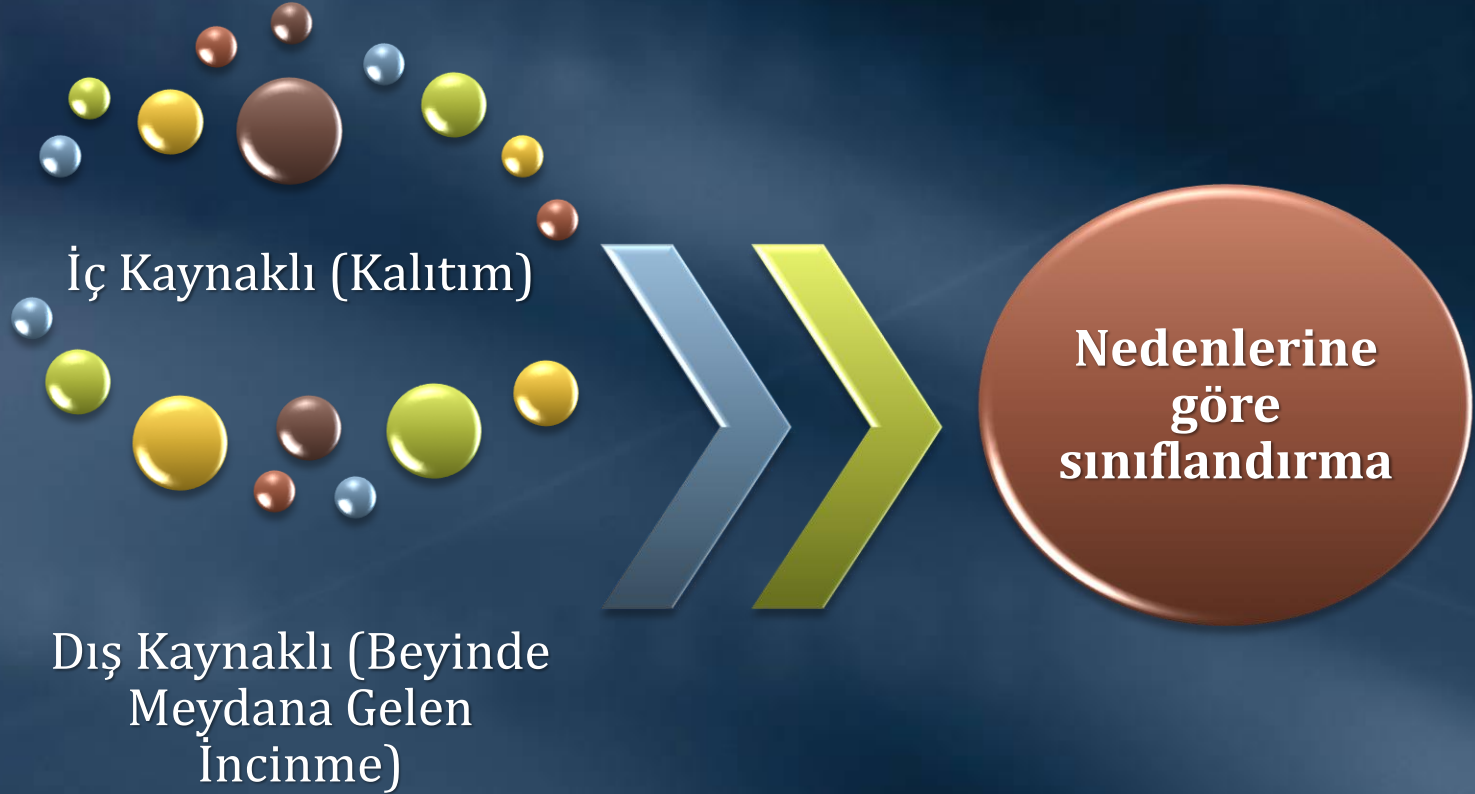 İç Kaynaklı (Kalıtım)
Dış Kaynaklı (Beyinde
Meydana Gelen
İncinme)
Nedenlerine
göre
sınıflandırma